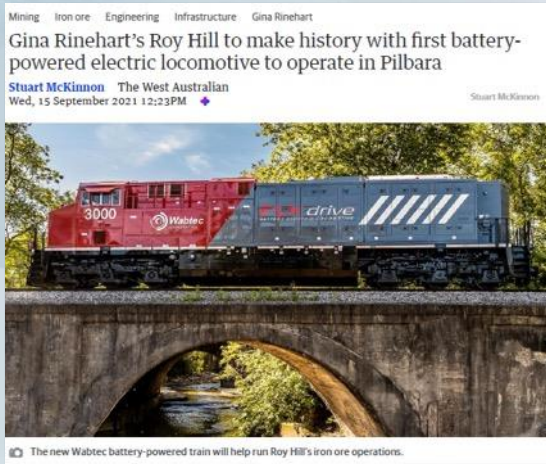 Mining Iron ore Engineering Infrastructure Gina Rinehart
Gina Rinehart's Roy Hill to make history with first battery-
powered electric locomotive to operate in Pilbara
Stuart McKinnon The West Australian
Wed, 15 September 2021 12:23PM
Stuart McKinnon
3000
Wabtec
FLXdrive
The new Wabtec battery-powered train will help run Roy Hill's iron ore operations.